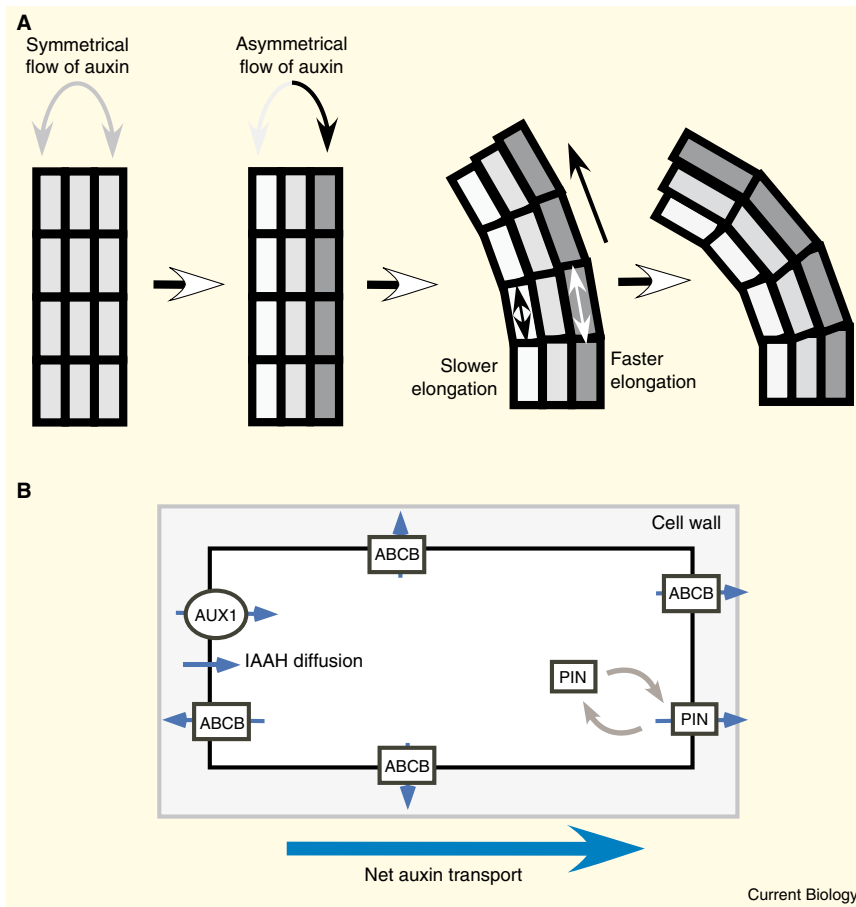 A
Symmetrical
flow of auxin
Asymmetrical
flow of auxin
Slower
elongation
Faster
elongation
B
Cell wall
ABCB
ABCB
AUX1
IAAH diffusion
PIN
ABCB
PIN
ABCB
Net auxin transport
Current Biology